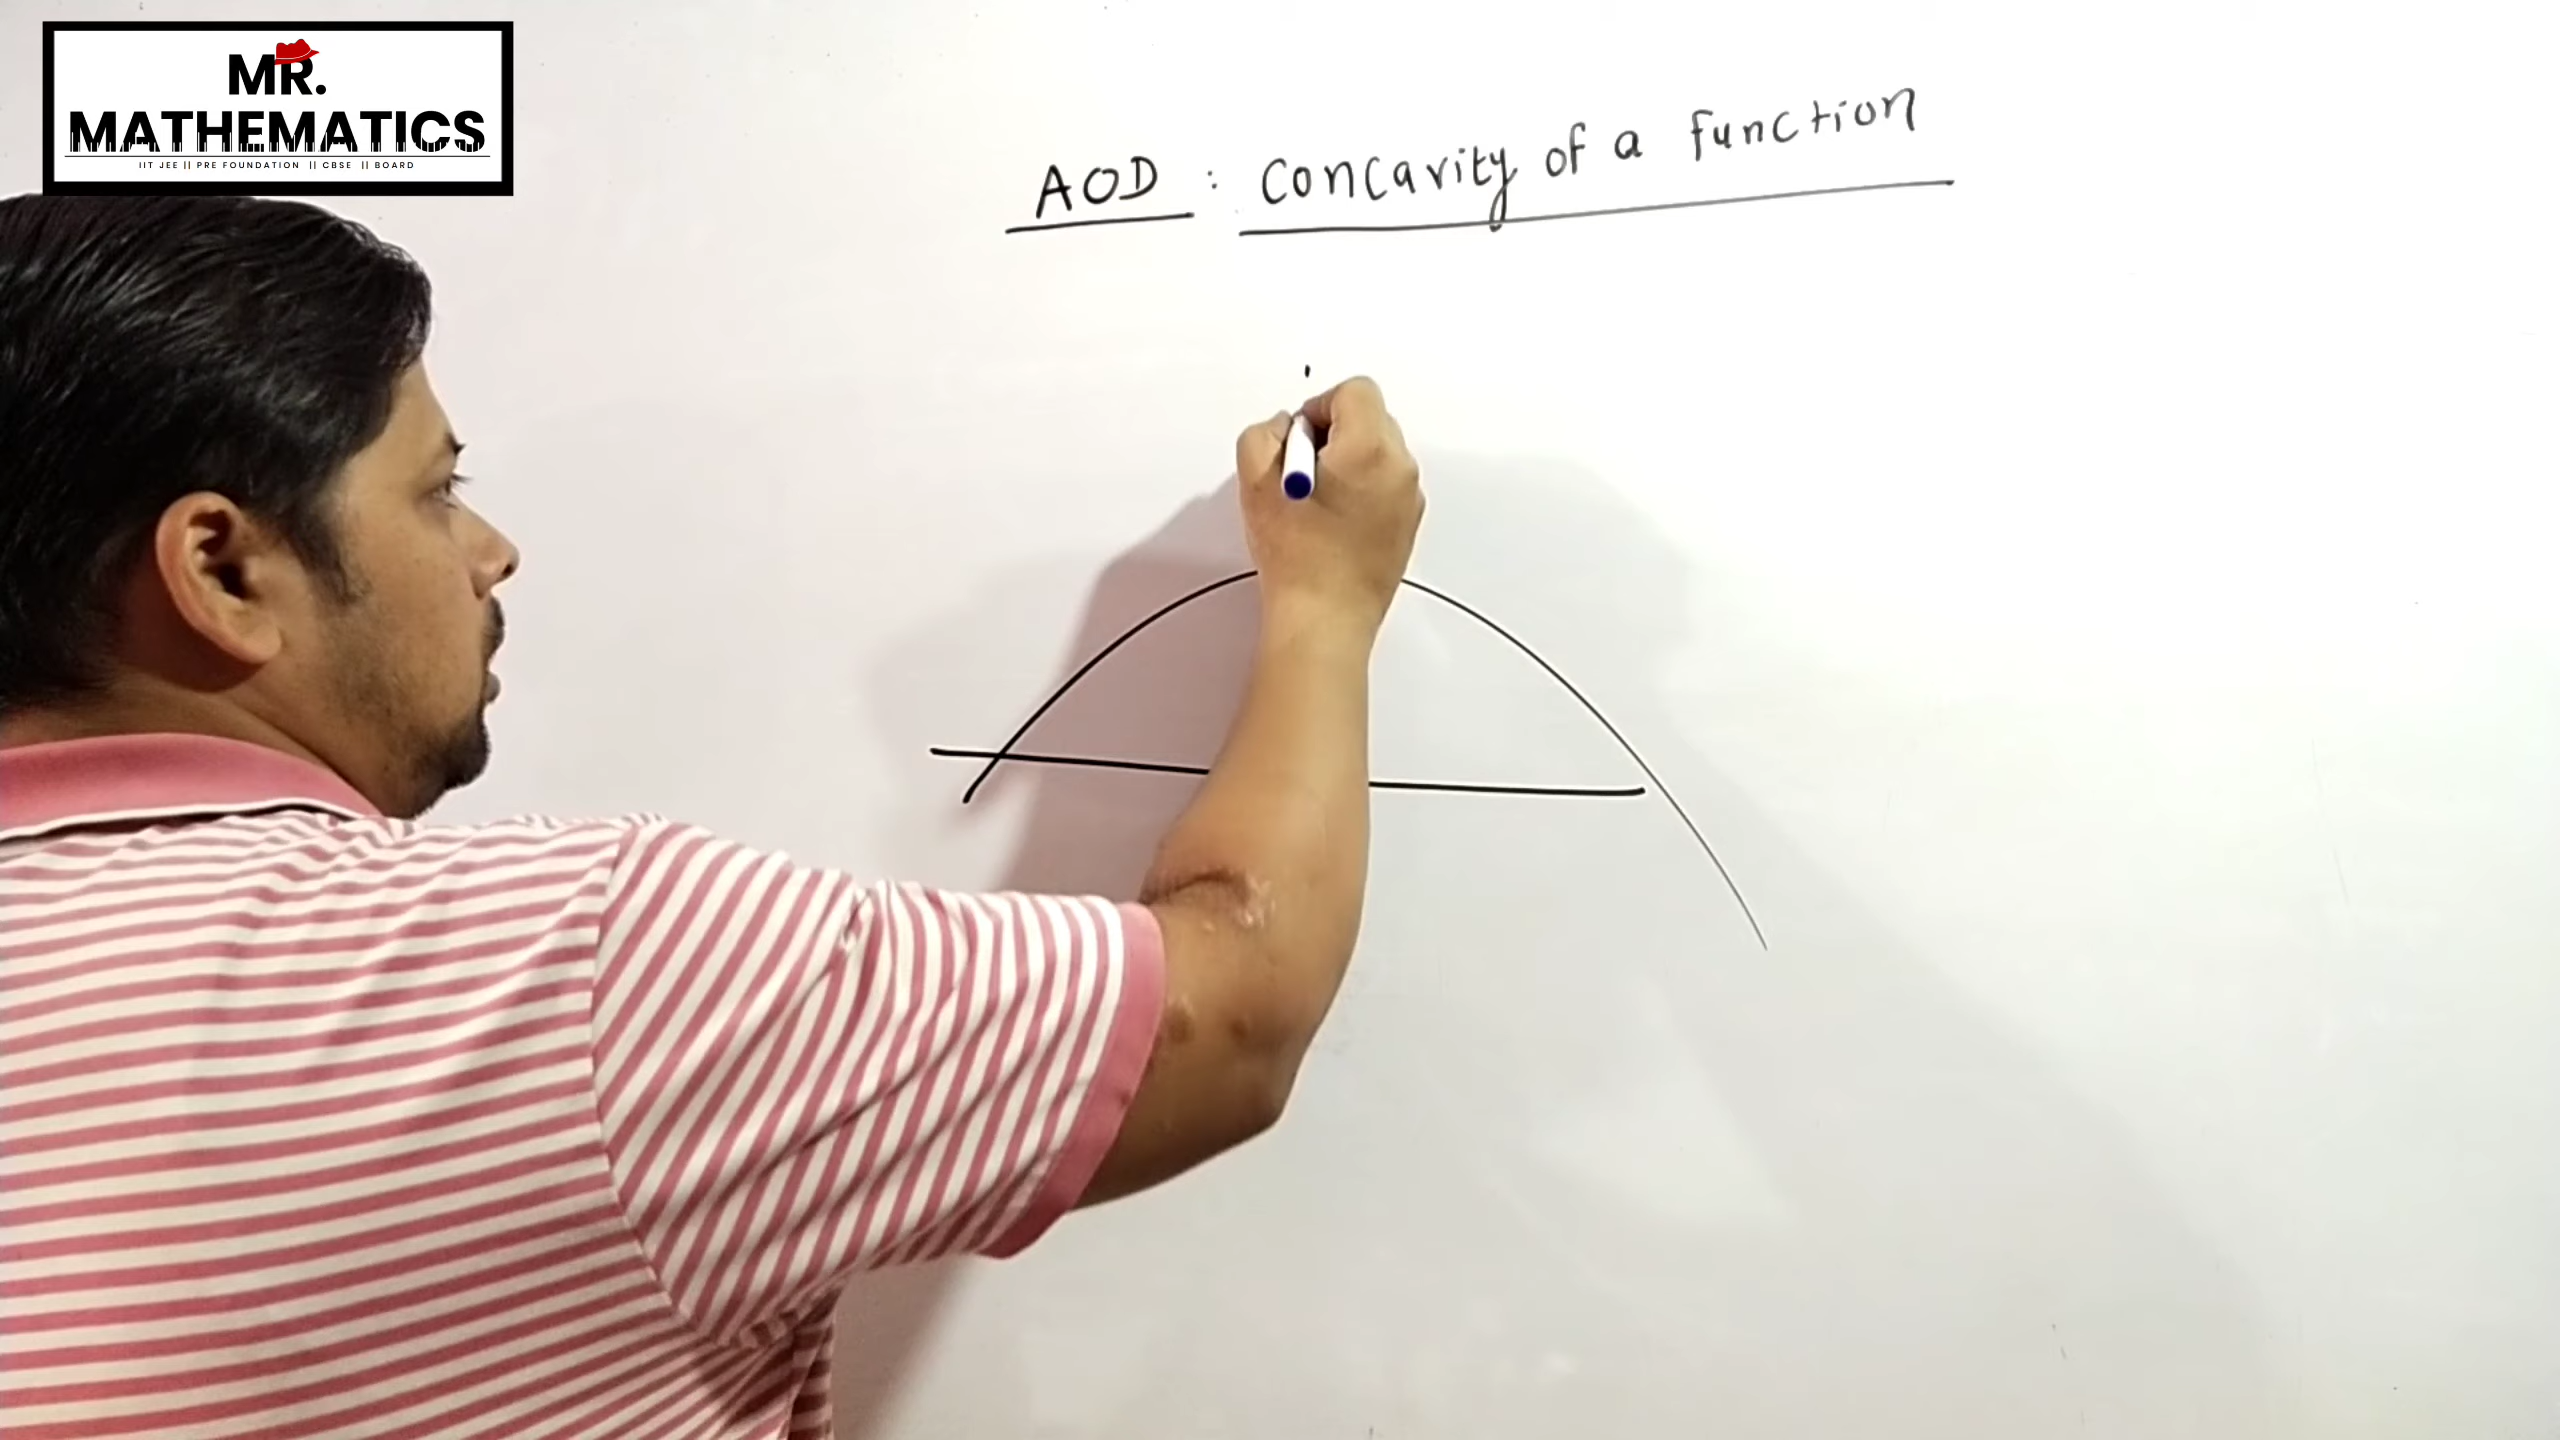 MR.
MATHEMATICS
IIT JEE || PRE FOUNDATION || CBSE || BOARD
AOD : Concavity of a function